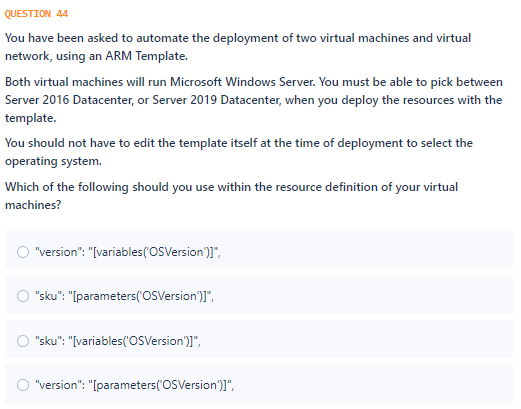 QUESTION 44
You have been asked to automate the deployment of two virtual machines and virtual
network, using an ARM Template.
Both virtual machines will run Microsoft Windows Server. You must be able to pick between
Server 2016 Datacenter, or Server 2019 Datacenter, when you deploy the resources with the
template.
You should not have to edit the template itself at the time of deployment to select the
operating system.
Which of the following should you use within the resource definition of your virtual
machines?
"version": "[variables('OSVersion')]",
"sku": "[parameters('OSVersion')]",
"sku": "[variables('OSVersion')]",
"version": "[parameters('OSVersion')]",